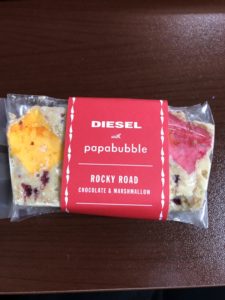 DIESEL
with
papabubble
ROCKY ROAD
CHOCOLATE & MARSHMALLOW